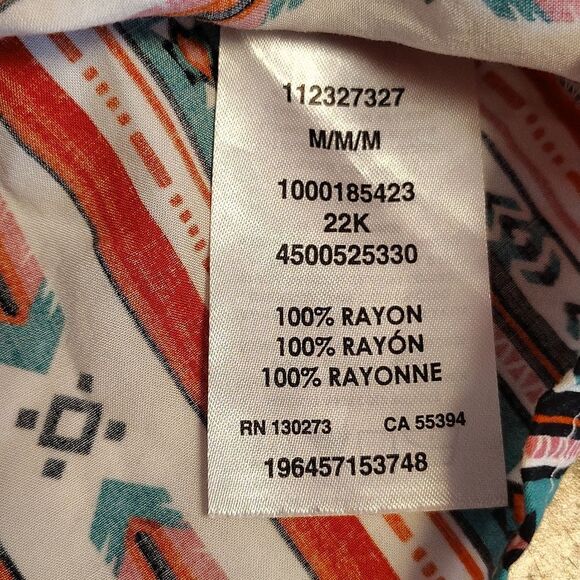 112327327
M/M/M
1000185423
22K
4500525330
100% RAYON
100% RAYÓN
100% RAYONNE
RN 130273 CA 55394
196457153748